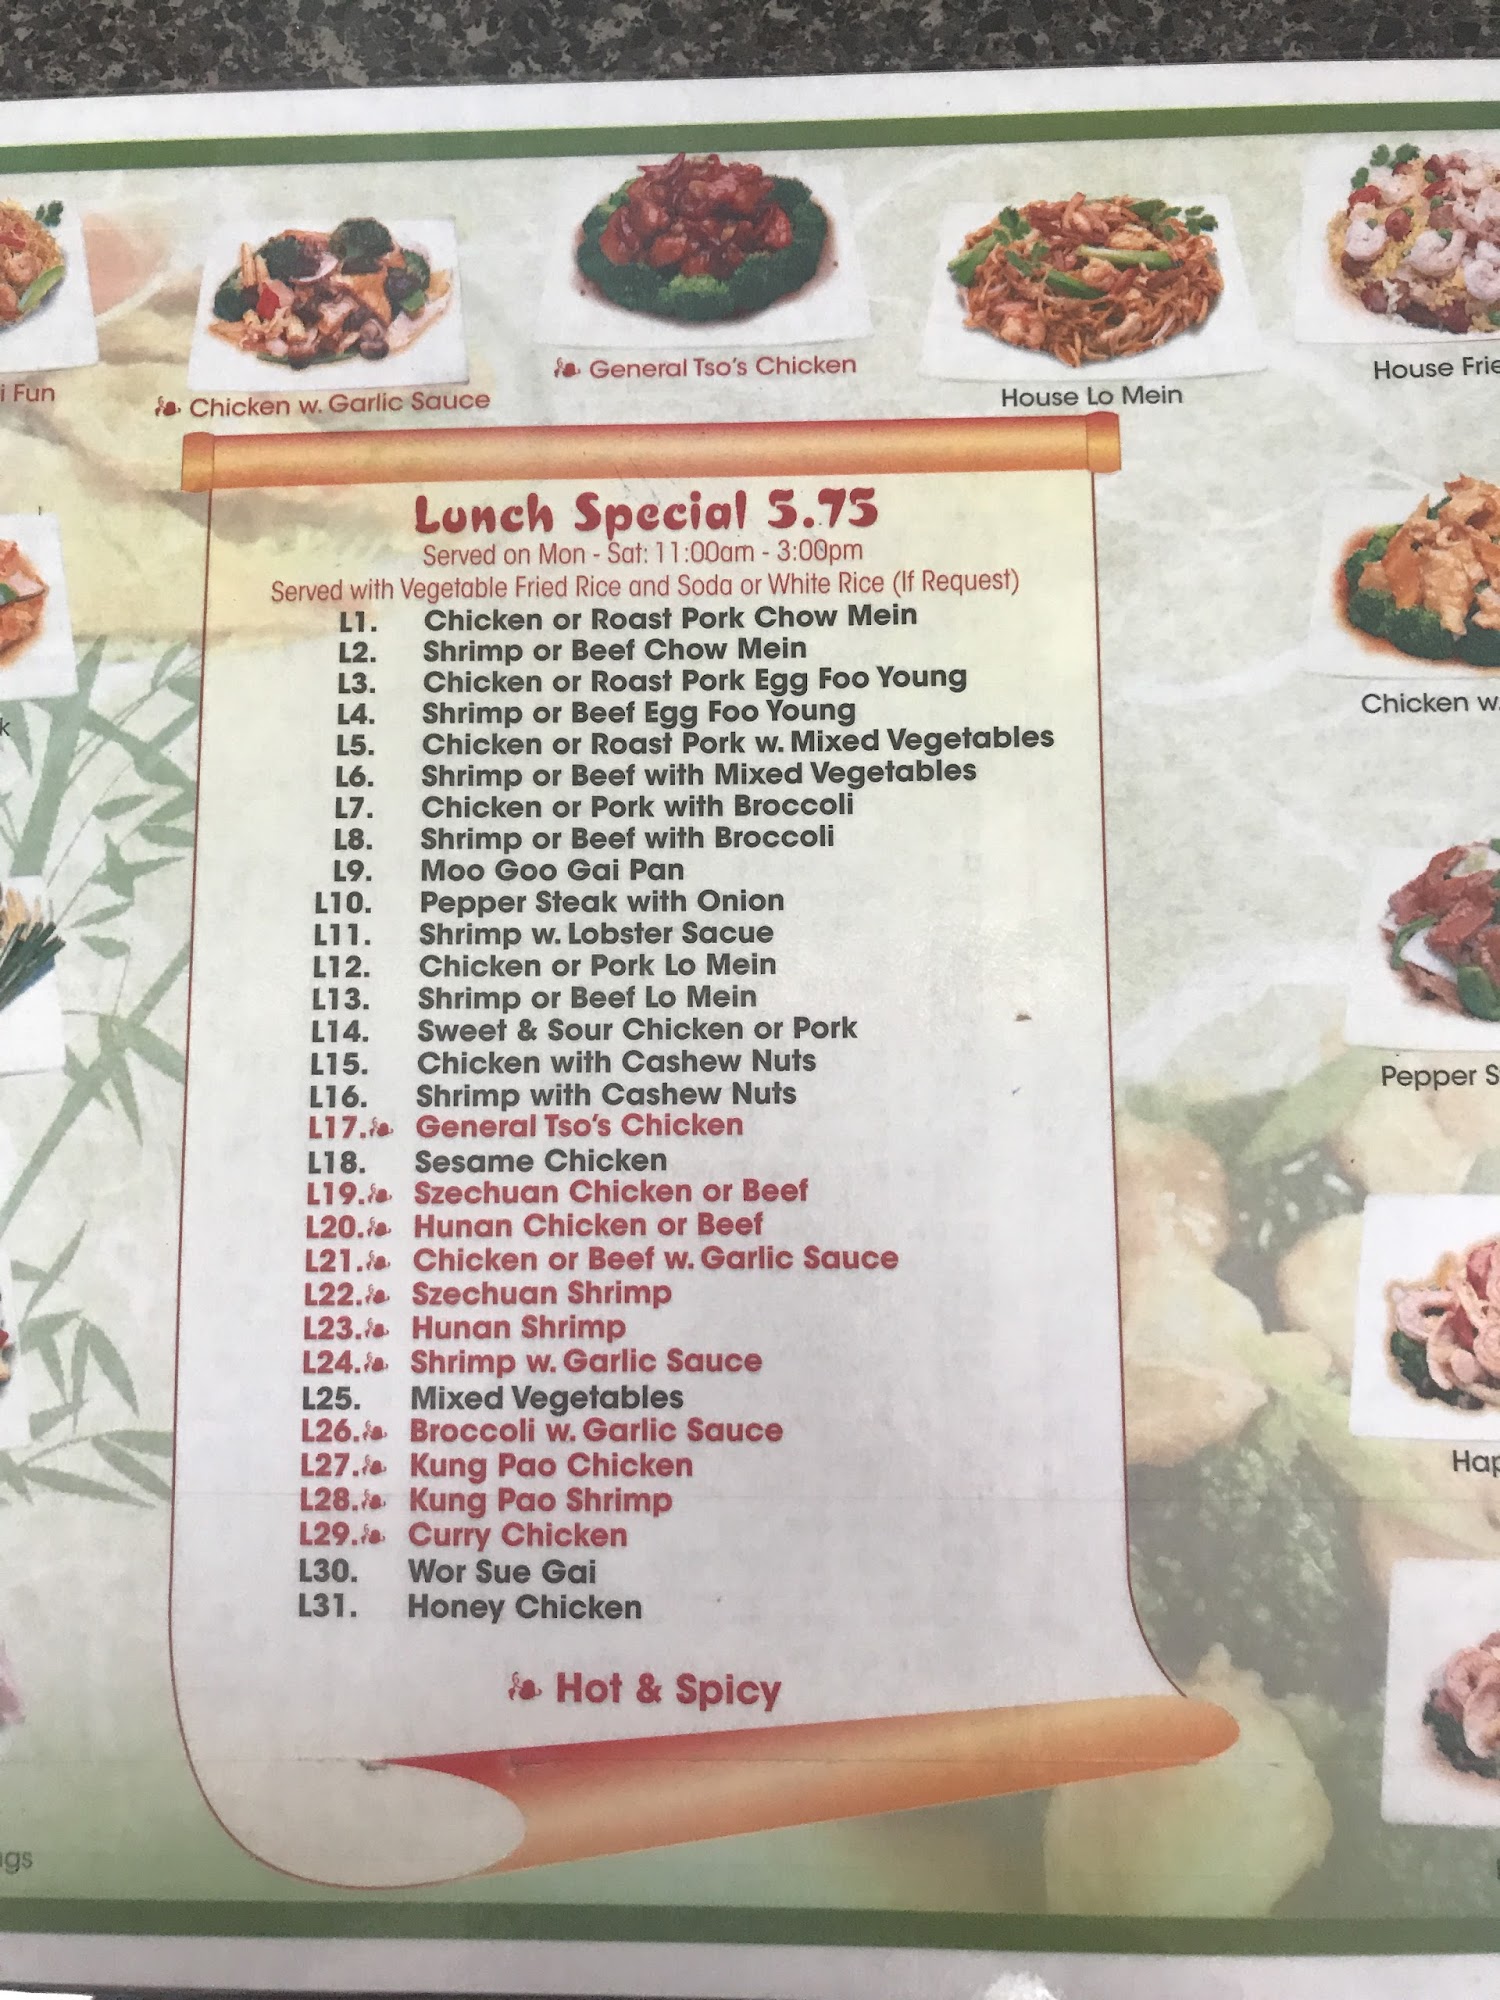 i Fun
Chicken w. Garlic Sauce
General Tso's Chicken
House Lo Mein
House Frie
Lunch Special 5.75
Served on Mon - Sat: 11:00am - 3:00pm
Served with Vegetable Fried Rice and Soda or White Rice (If Request)
L1. Chicken or Roast Pork Chow Mein
L2. Shrimp or Beef Chow Mein
L3. Chicken or Roast Pork Egg Foo Young
L4. Shrimp or Beef Egg Foo Young
L5. Chicken or Roast Pork w. Mixed Vegetables
L6. Shrimp or Beef with Mixed Vegetables
L7. Chicken or Pork with Broccoli
L8. Shrimp or Beef with Broccoli
L9. Moo Goo Gai Pan
L10. Pepper Steak with Onion
L11. Shrimp w. Lobster Sacue
L12. Chicken or Pork Lo Mein
L13. Shrimp or Beef Lo Mein
L14. Sweet & Sour Chicken or Pork
L15. Chicken with Cashew Nuts
L16. Shrimp with Cashew Nuts
L17. General Tso's Chicken
L18. Sesame Chicken
L19. Szechuan Chicken or Beef
L20. Hunan Chicken or Beef
L21. Chicken or Beef w. Garlic Sauce
L22. Szechuan Shrimp
L23. Hunan Shrimp
L24. Shrimp w. Garlic Sauce
L25. Mixed Vegetables
L26. Broccoli w. Garlic Sauce
L27. Kung Pao Chicken
L28. Kung Pao Shrimp
L29. Curry Chicken
L30. Wor Sue Gai
L31. Honey Chicken
Hot & Spicy
k
ngs
Chicken w.
Pepper S
Hap